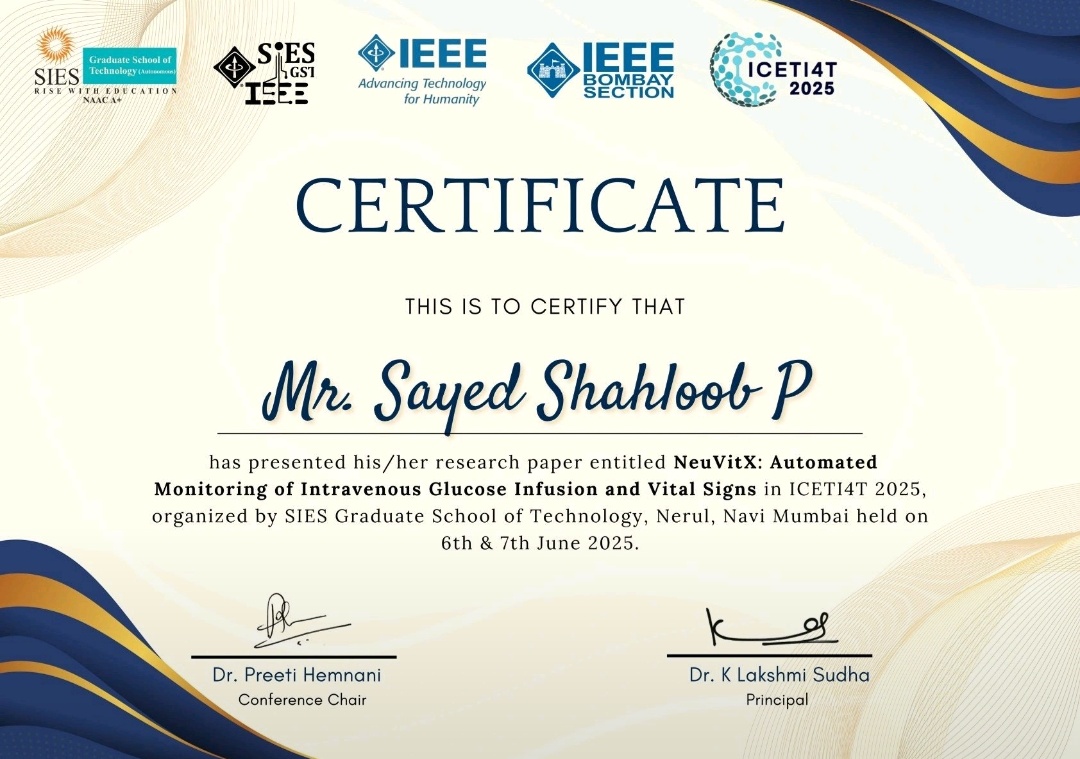 SIES
Graduate School of
Technology (Autonomous)
RISE WITH EDUCATION
NAAC A+
SIES
GST
IEEE
IEEE
Advancing Technology
for Humanity
IEEE
BOMBAY
SECTION
ICETI4T
2025
CERTIFICATE
THIS IS TO CERTIFY THAT
Mr. Sayed Shahloob P
has presented his/her research paper entitled NeuVitX: Automated
Monitoring of Intravenous Glucose Infusion and Vital Signs in ICETI4T 2025,
organized by SIES Graduate School of Technology, Nerul, Navi Mumbai held on
6th & 7th June 2025.
Dr. Preeti Hemnani
Conference Chair
Dr. K Lakshmi Sudha
Principal